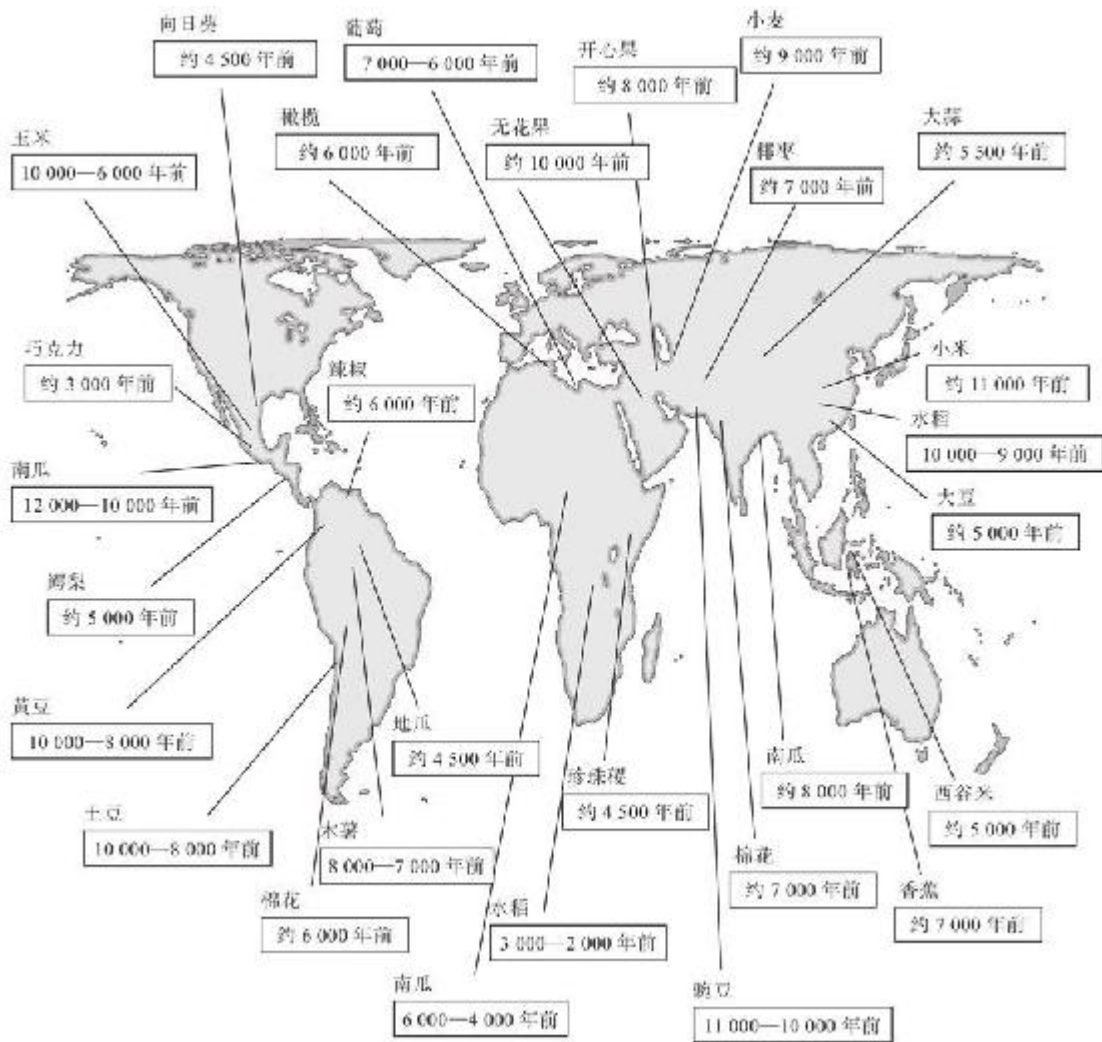 向日葵
约 4 500 年前
葡萄
7 000—6 000 年前
开心果
约 8 000 年前
小麦
约 9 000 年前
玉米
10 000—6 000 年前
橄榄
约 6 000 年前
无花果
约 10 000 年前
椰枣
约 7 000 年前
大蒜
约 5 500 年前
巧克力
约 3 000 年前
辣椒
约 6 000 年前
小米
约 11 000 年前
水稻
10 000—9 000 年前
南瓜
12 000—10 000 年前
大豆
约 5 000 年前
鳄梨
约 5 000 年前
黄豆
10 000—8 000 年前
地瓜
约 4 500 年前
珍珠稷
约 4 500 年前
南瓜
约 8 000 年前
西谷米
约 5 000 年前
土豆
10 000—8 000 年前
木薯
8 000—7 000 年前
棉花
约 7 000 年前
香蕉
约 7 000 年前
棉花
约 6 000 年前
水稻
3 000—2 000 年前
南瓜
6 000—4 000 年前
豌豆
11 000—10 000 年前